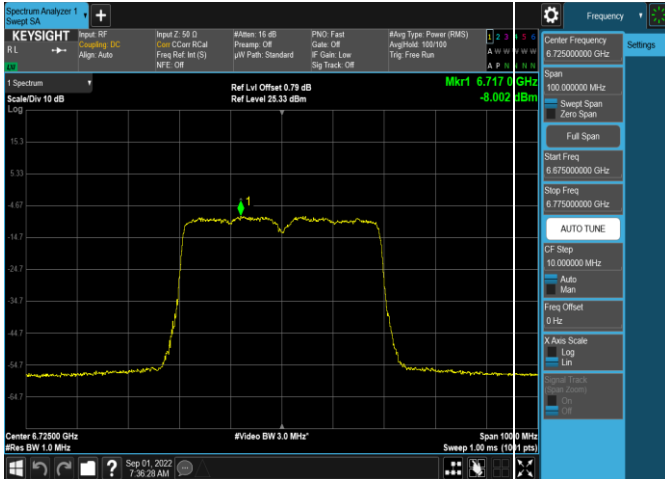 Spectrum Analyzer 1
Swept SA
+
Frequency
KEYSIGHT
RL
LW
Input: RF
Coupling: DC
Align: Auto
Input Z: 50 Ω
Corr CCorr RCal
Freq Ref: Int (S)
NFE: Off
#Atten: 16 dB
Preamp: Off
µW Path: Standard
PNO: Fast
Gate: Off
IF Gain: Low
Sig Track: Off
#Avg Type: Power (RMS)
Avg|Hold: 100/100
Trig: Free Run
1 2 3 4 5 6
A W W W W W
A P N N N N
Center Frequency
6.725000000 GHz
Settings
Span
100.000000 MHz
Swept Span
Zero Span
Full Span
Start Freq
6.675000000 GHz
Stop Freq
6.775000000 GHz
AUTO TUNE
CF Step
10.000000 MHz
Auto
Man
Freq Offset
0 Hz
X Axis Scale
Log
Lin
Signal Track
(Span Zoom)
On
Off
1 Spectrum
Scale/Div 10 dB
Log
Ref Lvl Offset 0.79 dB
Ref Level 25.33 dBm
Mkr1 6.717 0 GHz
-8.002 dBm
15.3
5.33
-4.67
1
-14.7
-24.7
-34.7
-44.7
-54.7
-64.7
Center 6.72500 GHz
#Res BW 1.0 MHz
#Video BW 3.0 MHz*
Span 100.0 MHz
Sweep 1.00 ms (1001 pts)
?
Sep 01, 2022
7:36:28 AM